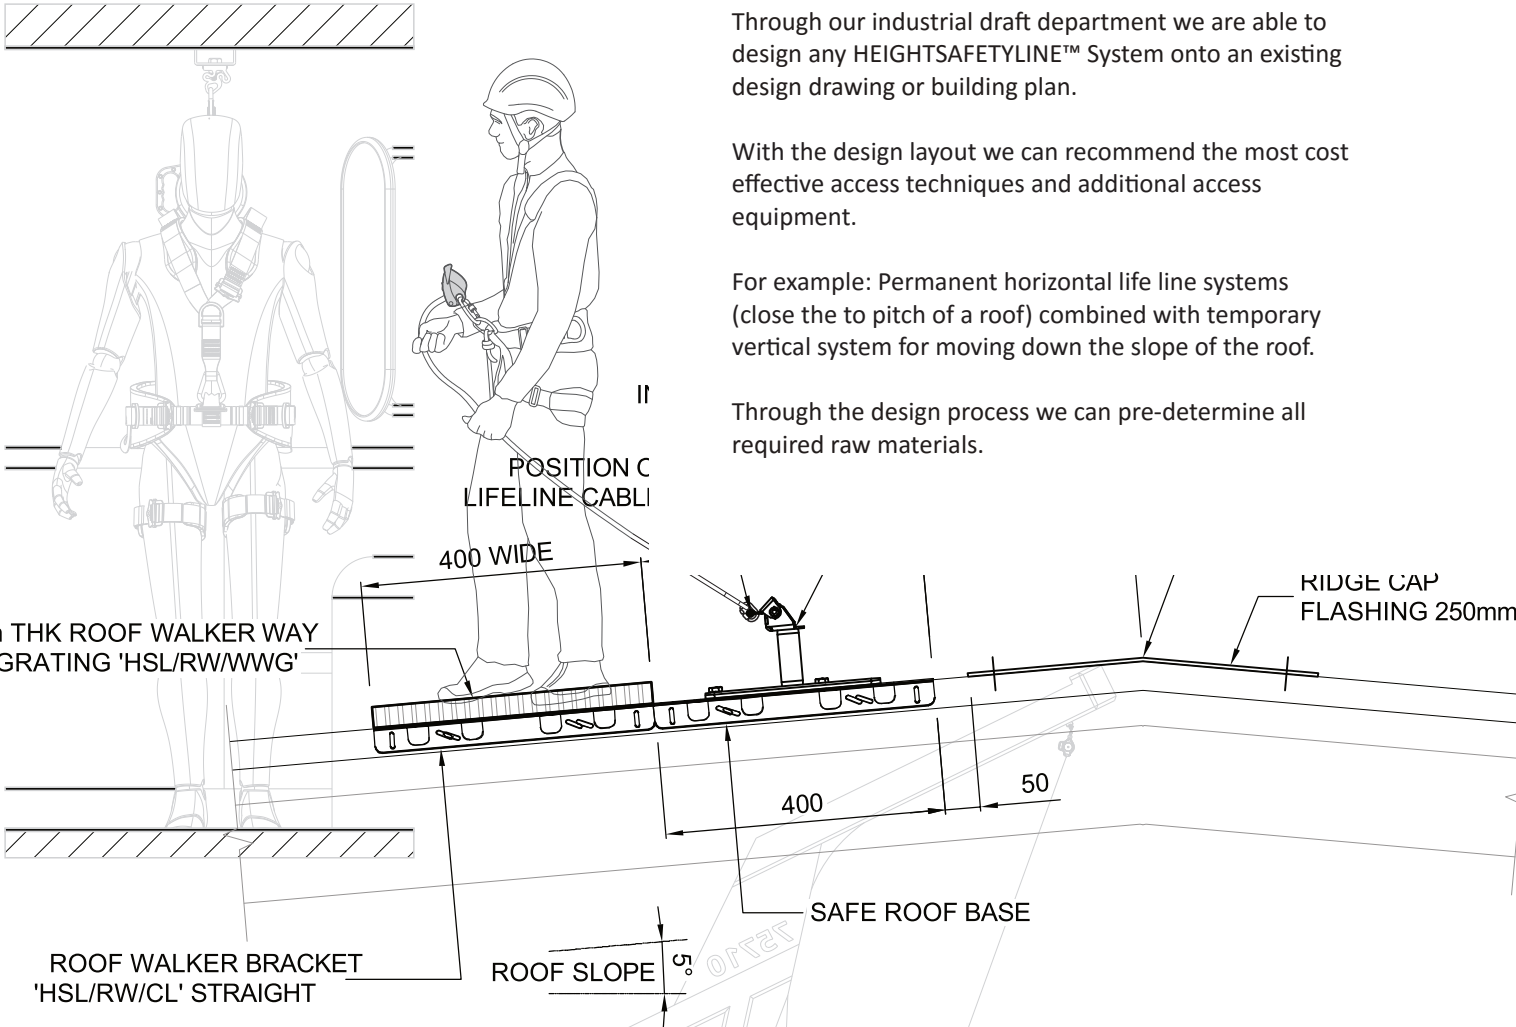 Through our industrial draft department we are able to
design any HEIGHTSAFETYLINE™ System onto an existing
design drawing or building plan.
With the design layout we can recommend the most cost
effective access techniques and additional access
equipment.
For example: Permanent horizontal life line systems
(close the to pitch of a roof) combined with temporary
vertical system for moving down the slope of the roof.
Through the design process we can pre-determine all
required raw materials.
POSITION
LIFELINE
400 WIDE
RIDGE CAP
FLASHING 250mm
THK ROOF WALKER WAY
GRATING 'HSL/RW/WWG'
50
400
SAFE ROOF BASE
ROOF WALKER BRACKET
'HSL/RW/CL' STRAIGHT
ROOF SLOPE
5°
75710